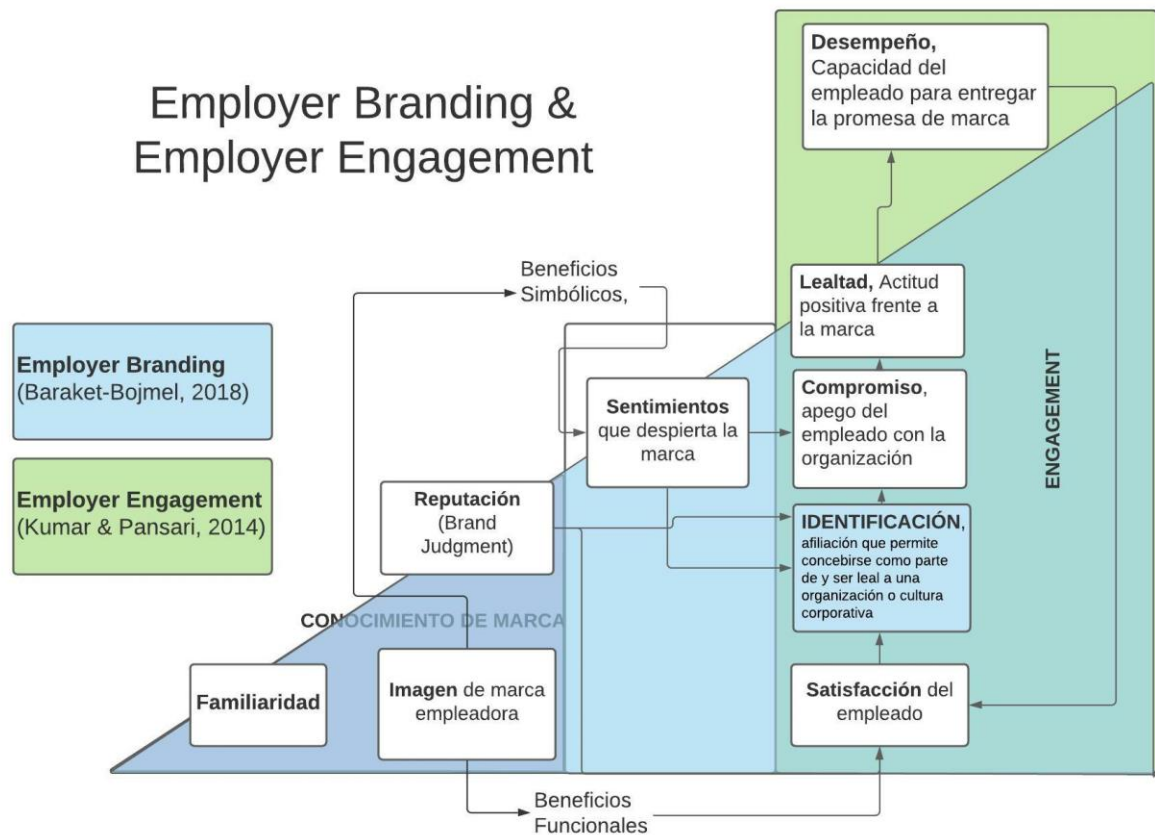 Employer Branding &
Employer Engagement
Employer Branding
(Baraket-Bojmel, 2018)
Employer Engagement
(Kumar & Pansari, 2014)
CONOCIMIENTO DE MARCA
Familiaridad
Imagen de marca
empleadora
Reputación
(Brand
Judgment)
Beneficios
Simbólicos,
Beneficios
Funcionales
Sentimientos
que despierta la
marca
Desempeño,
Capacidad del
empleado para entregar
la promesa de marca
Lealtad, Actitud
positiva frente a
la marca
Compromiso,
apego del
empleado con la
organización
IDENTIFICACIÓN,
afiliación que permite
concebirse como parte
de y ser leal a una
organización o cultura
corporativa
Satisfacción del
empleado
ENGAGEMENT